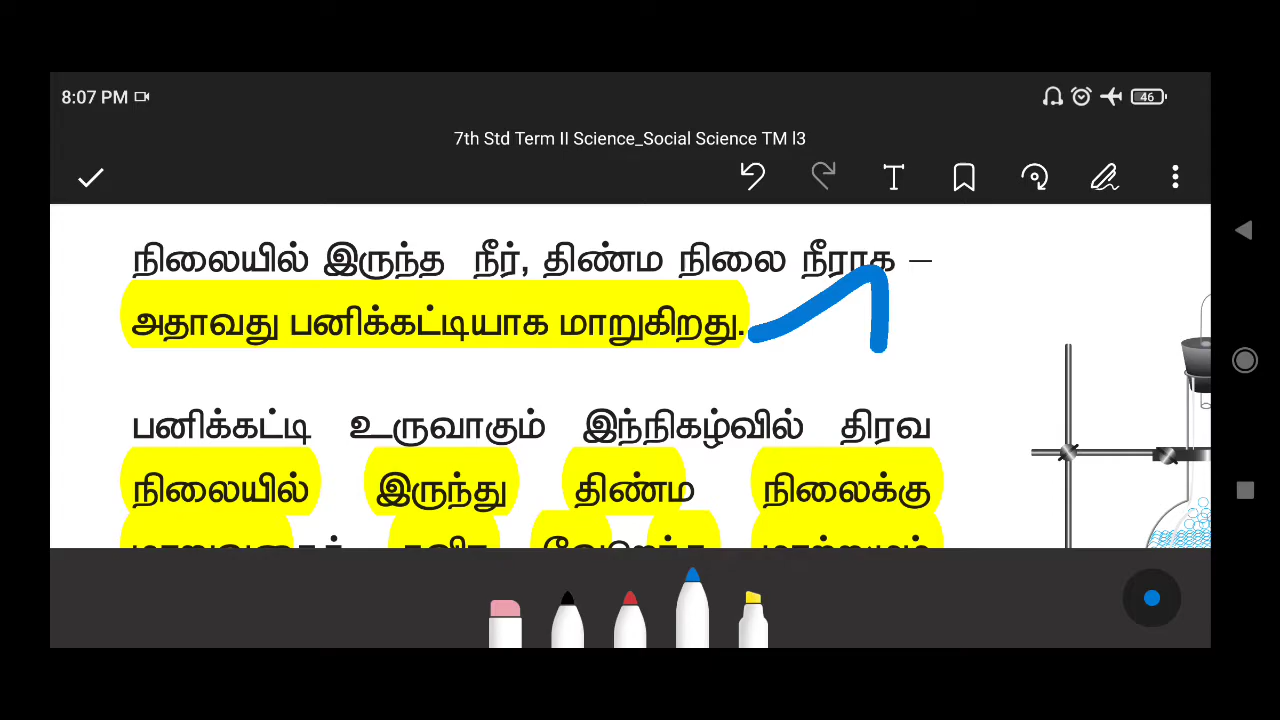 8:07 PM
46
7th Std Term II Science_Social Science TM l3
நிலையில் இருந்த நீர், திண்ம நிலை நீராக –
அதாவது பனிக்கட்டியாக மாறுகிறது.
பனிக்கட்டி உருவாகும் இந்நிகழ்வில் திரவ
நிலையில் இருந்து திண்ம நிலைக்கு